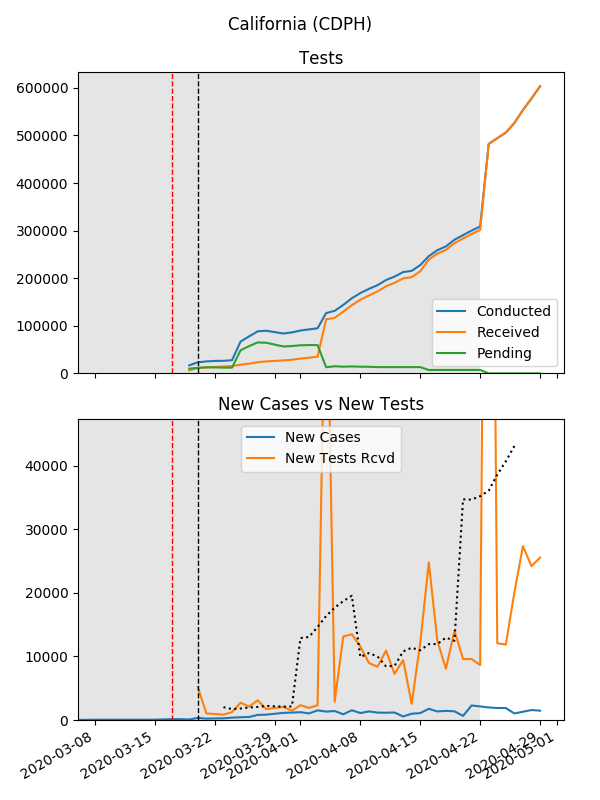 California (CDPH)
Tests
600000
500000
400000
300000
200000
100000
0
Conducted
Received
Pending
New Cases vs New Tests
40000
30000
20000
10000
0
New Cases
New Tests Rcvd
2020-03-08
2020-03-15
2020-03-22
2020-03-29
2020-04-01
2020-04-08
2020-04-15
2020-04-22
2020-04-29
2020-05-01